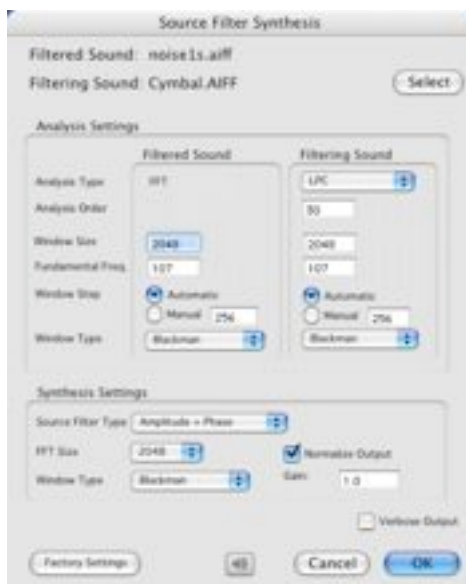 Source Filter Synthesis
Filtered Sound: noise1s.aiff
Filtering Sound: Cymbal.AIFF
Select
Analysis Settings
Filtered Sound Filtering Sound
Analysis Type FFT LPC
Analysis Order 50
Window Size 2048 2048
Fundamental Freq. 107 107
Window Step Automatic Automatic
Manual 256 Manual 256
Window Type Blackman Blackman
Synthesis Settings
Source Filter Type Amplitude + Phase
FFT Size 2048 Normalize Output
Window Type Blackman Gain: 1.0
Verbose Output
Factory Settings Cancel OK